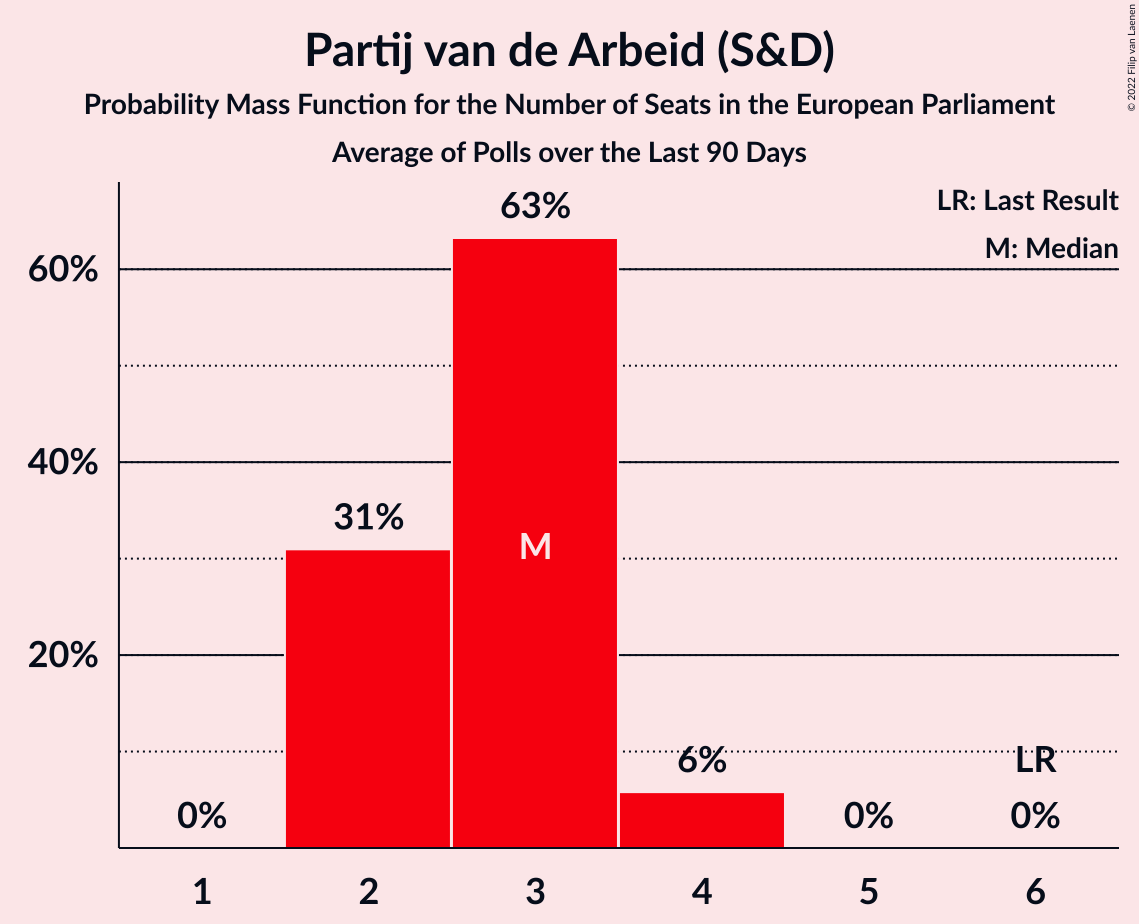 Partij van de Arbeid (S&D)
Probability Mass Function for the Number of Seats in the European Parliament
Average of Polls over the Last 90 Days
© 2022 Filip van Laenen
LR: Last Result
M: Median
63%
60%
40%
31%
M
20%
6%
LR
0%
0%
0%
1
2
3
4
5
6